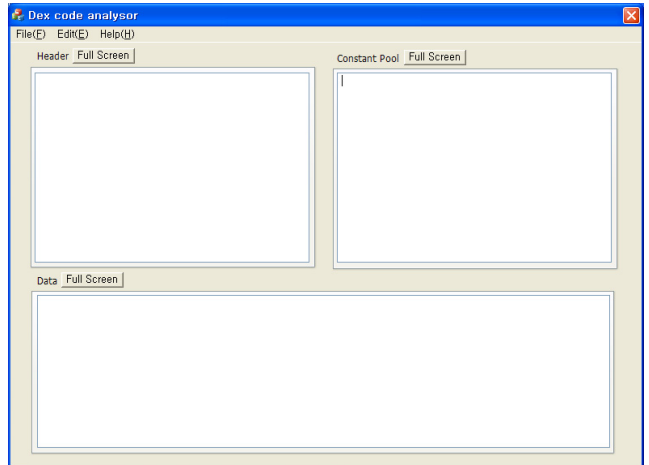 Dex code analysor
File(F) Edit(E) Help(H)
Header Full Screen
Constant Pool Full Screen
Data Full Screen